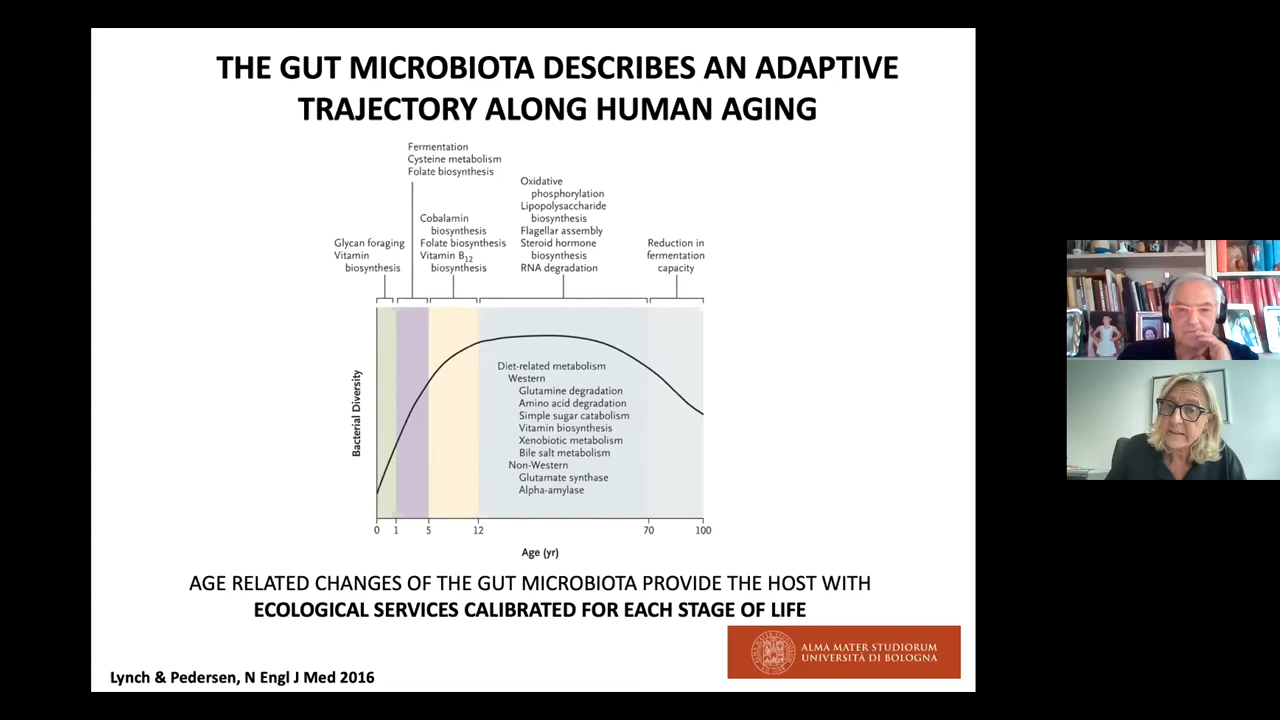 THE GUT MICROBIOTA DESCRIBES AN ADAPTIVE
TRAJECTORY ALONG HUMAN AGING
Fermentation
Cysteine metabolism
Folate biosynthesis
Glycan foraging
Vitamin
biosynthesis
Cobalamin
biosynthesis
Folate biosynthesis
Vitamin B12
biosynthesis
Oxidative
phosphorylation
Lipopolysaccharide
biosynthesis
Flagellar assembly
Steroid hormone
biosynthesis
RNA degradation
Reduction in
fermentation
capacity
Bacterial Diversity
Diet-related metabolism
Western
Glutamine degradation
Amino acid degradation
Simple sugar catabolism
Vitamin biosynthesis
Xenobiotic metabolism
Bile salt metabolism
Non-Western
Glutamate synthase
Alpha-amylase
0 1 5 12 70 100
Age (yr)
AGE RELATED CHANGES OF THE GUT MICROBIOTA PROVIDE THE HOST WITH
ECOLOGICAL SERVICES CALIBRATED FOR EACH STAGE OF LIFE
ALMA MATER STUDIORUM
UNIVERSITÀ DI BOLOGNA
Lynch & Pedersen, N Engl J Med 2016